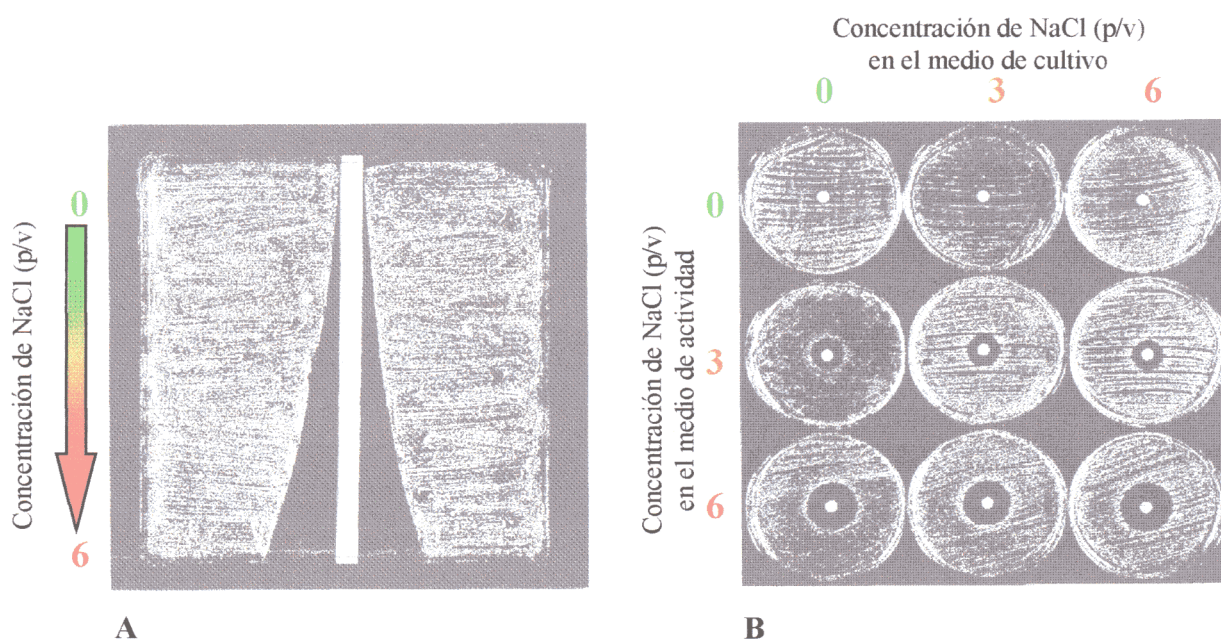 Concentración de NaCl (p/v)
0
6
A
Concentración de NaCl (p/v)
en el medio de cultivo
0 3 6
Concentración de NaCl (p/v)
en el medio de actividad
0
3
6
B